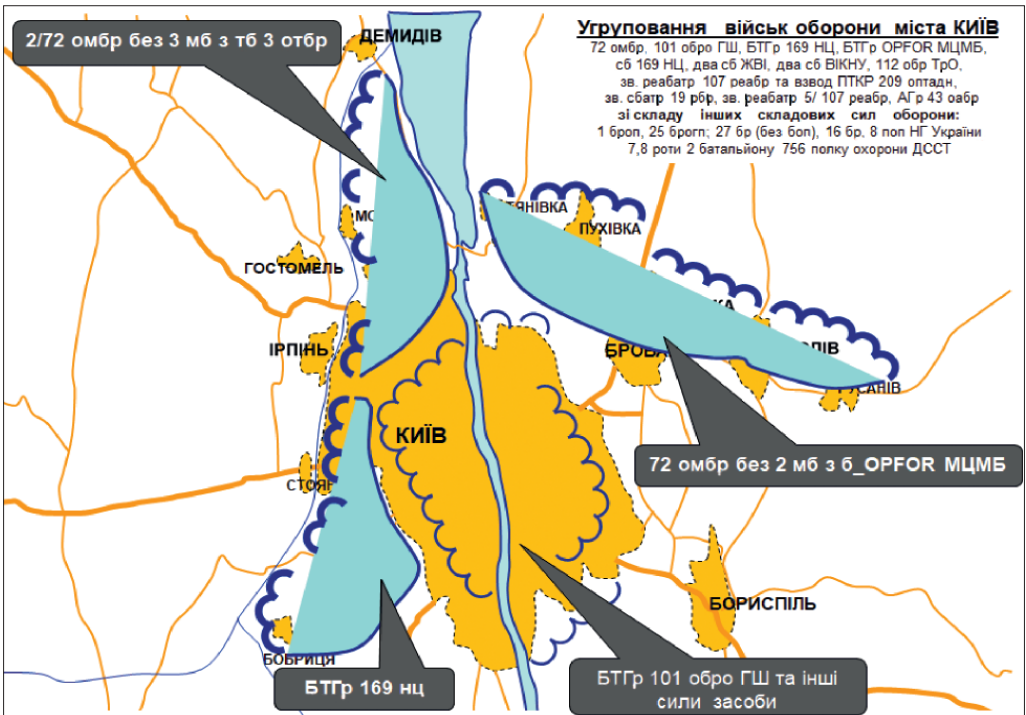 2/72 омбр без 3 мб з тб 3 отбр
ДЕМИДІВ
Угруповання військ оборони міста КИЇВ
72 омбр, 101 обро ГШ, БТГр 169 НЦ, БТГр OPFOR МЦМБ,
сб 169 НЦ, два сб ЖВІ, два сб ВІКНУ, 112 обр ТрО,
зв. реабатр 107 реабр та взвод ПТКР 209 оптадн,
зв. сбатр 19 рбр, зв. реабатр 5/ 107 реабр, АГр 43 оабр
зі складу інших складових сил оборони:
1 броп, 25 брогп; 27 бр (без боп), 16 бр, 8 поп НГ України
7,8 роти 2 батальйону 756 полку охорони ДССТ
ПУХІВКА
ГОСТОМЕЛЬ
ІРПІНЬ
КИЇВ
72 омбр без 2 мб з б_OPFOR МЦМБ
БОРИСПІЛЬ
БОБРИЦЯ
БТГр 169 нц
БТГр 101 обро ГШ та інші
сили засоби